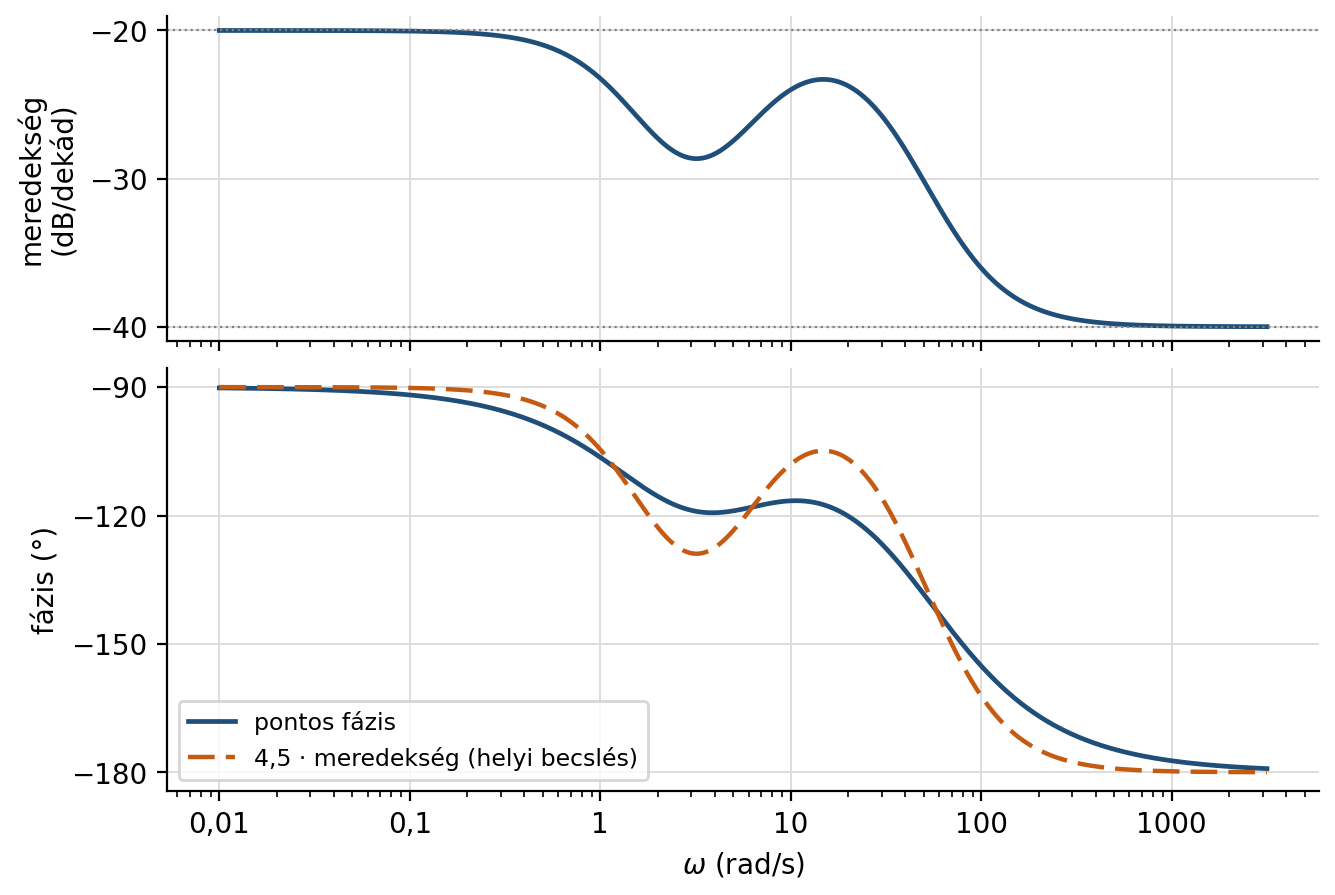 −20
−30
−40
meredekség
(dB/dekád)
−90
−120
−150
−180
fázis (°)
pontos fázis
4,5 · meredekség (helyi becslés)
0,01
0,1
1
10
100
1000
ω (rad/s)